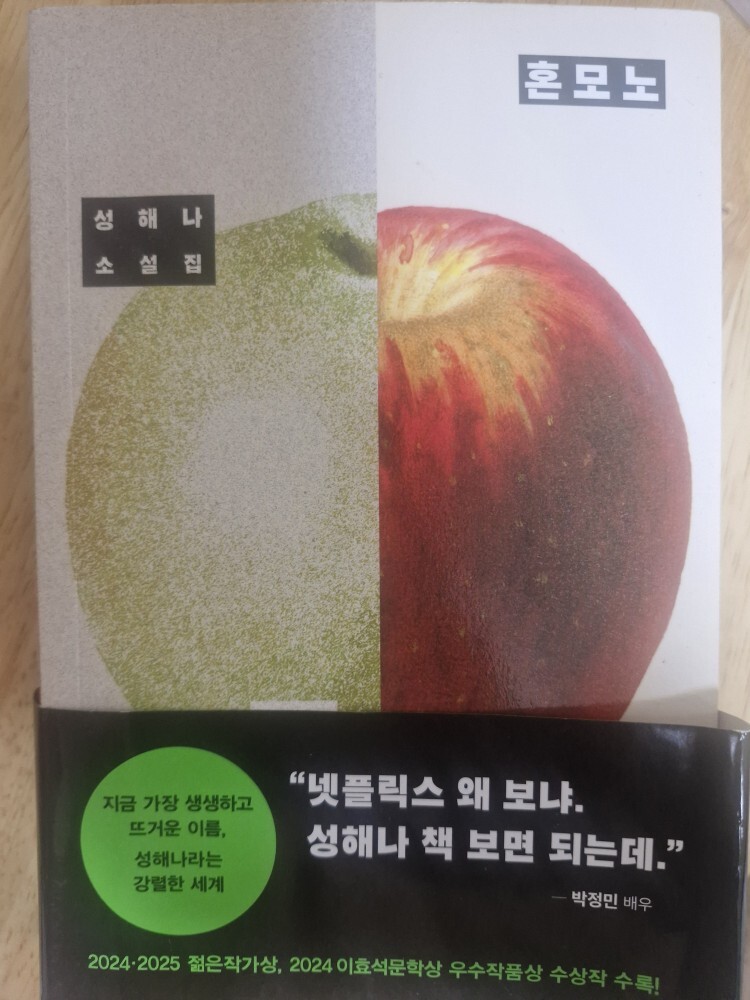 혼모노
성해나
소설집
지금 가장 생생하고
뜨거운 이름,
성해나라는
강렬한 세계
“넷플릭스 왜 보냐.
성해나 책 보면 되는데.”
— 박정민 배우
2024·2025 젊은작가상, 2024 이효석문학상 우수작품상 수상작 수록!